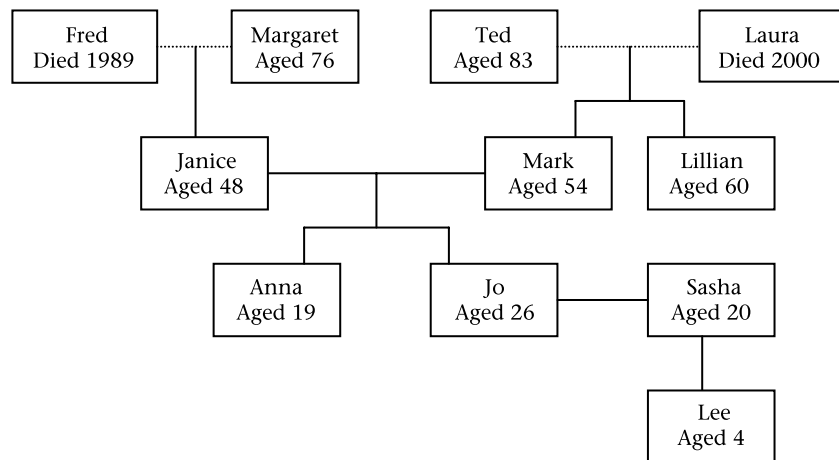 Fred
Died 1989
Margaret
Aged 76
Ted
Aged 83
Laura
Died 2000
Janice
Aged 48
Mark
Aged 54
Lillian
Aged 60
Anna
Aged 19
Jo
Aged 26
Sasha
Aged 20
Lee
Aged 4